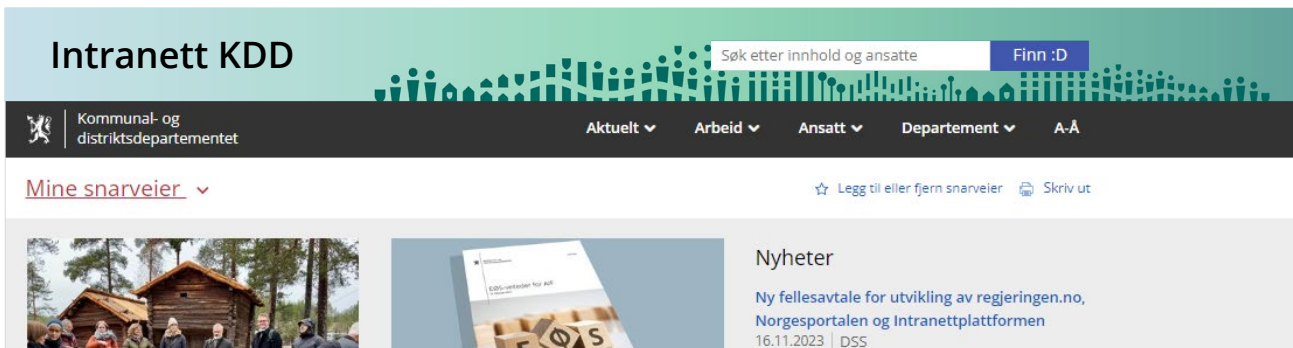 Intranett KDD
Søk etter innhold og ansatte
Finn :D
Kommunal- og
distriktsdepartementet
Aktuelt
Arbeid
Ansatt
Departement
A-Å
Mine snarveier
Legg til eller fjern snarveier
Skriv ut
EØS-veileder for AIF
EØS
Nyheter
Ny fellesavtale for utvikling av regjeringen.no,
Norgesportalen og Intranettplattformen
16.11.2023 | DSS